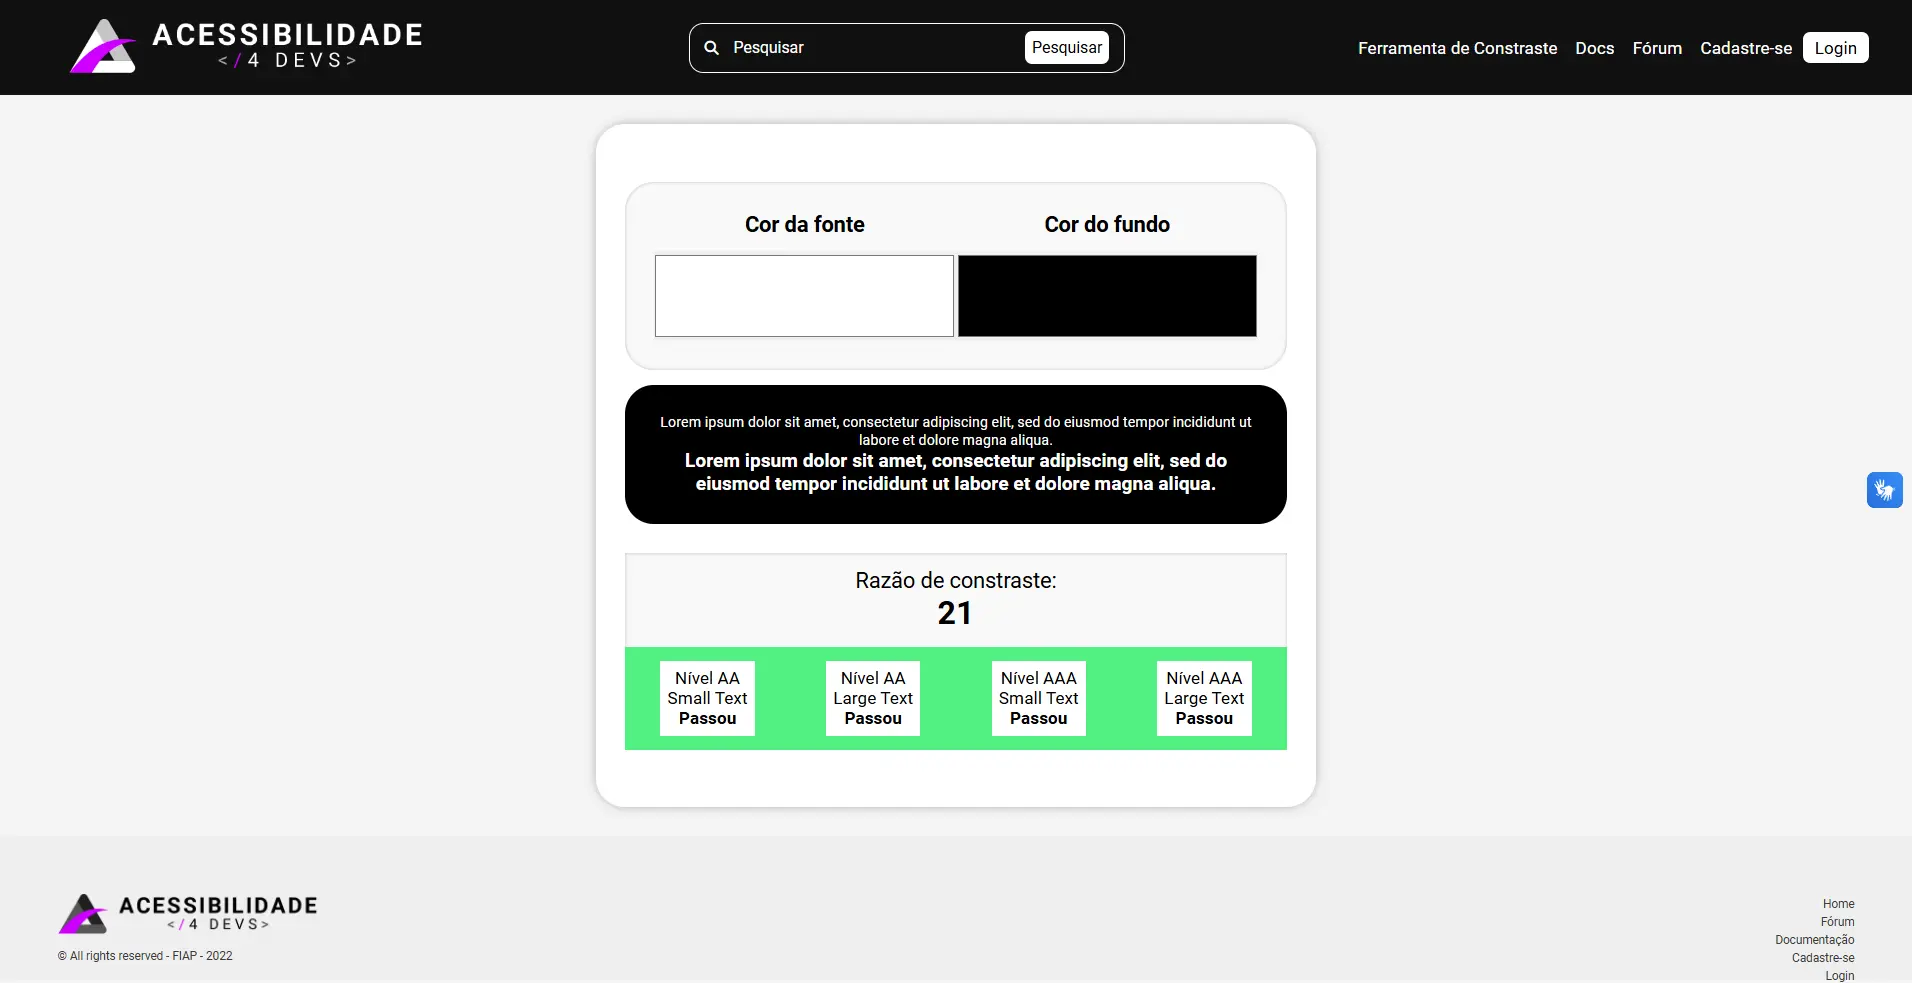 ACESSIBILIDADE
</4 DEVS>
Pesquisar
Pesquisar
Ferramenta de Constraste
Docs
Fórum
Cadastre-se
Login
Cor da fonte
Cor do fundo
Lorem ipsum dolor sit amet, consectetur adipiscing elit, sed do eiusmod tempor incididunt ut
labore et dolore magna aliqua.
Lorem ipsum dolor sit amet, consectetur adipiscing elit, sed do
eiusmod tempor incididunt ut labore et dolore magna aliqua.
Razão de constraste:
21
Nível AA
Small Text
Passou
Nível AA
Large Text
Passou
Nível AAA
Small Text
Passou
Nível AAA
Large Text
Passou
ACESSIBILIDADE
</4 DEVS>
© All rights reserved - FIAP - 2022
Home
Fórum
Documentação
Cadastre-se
Login